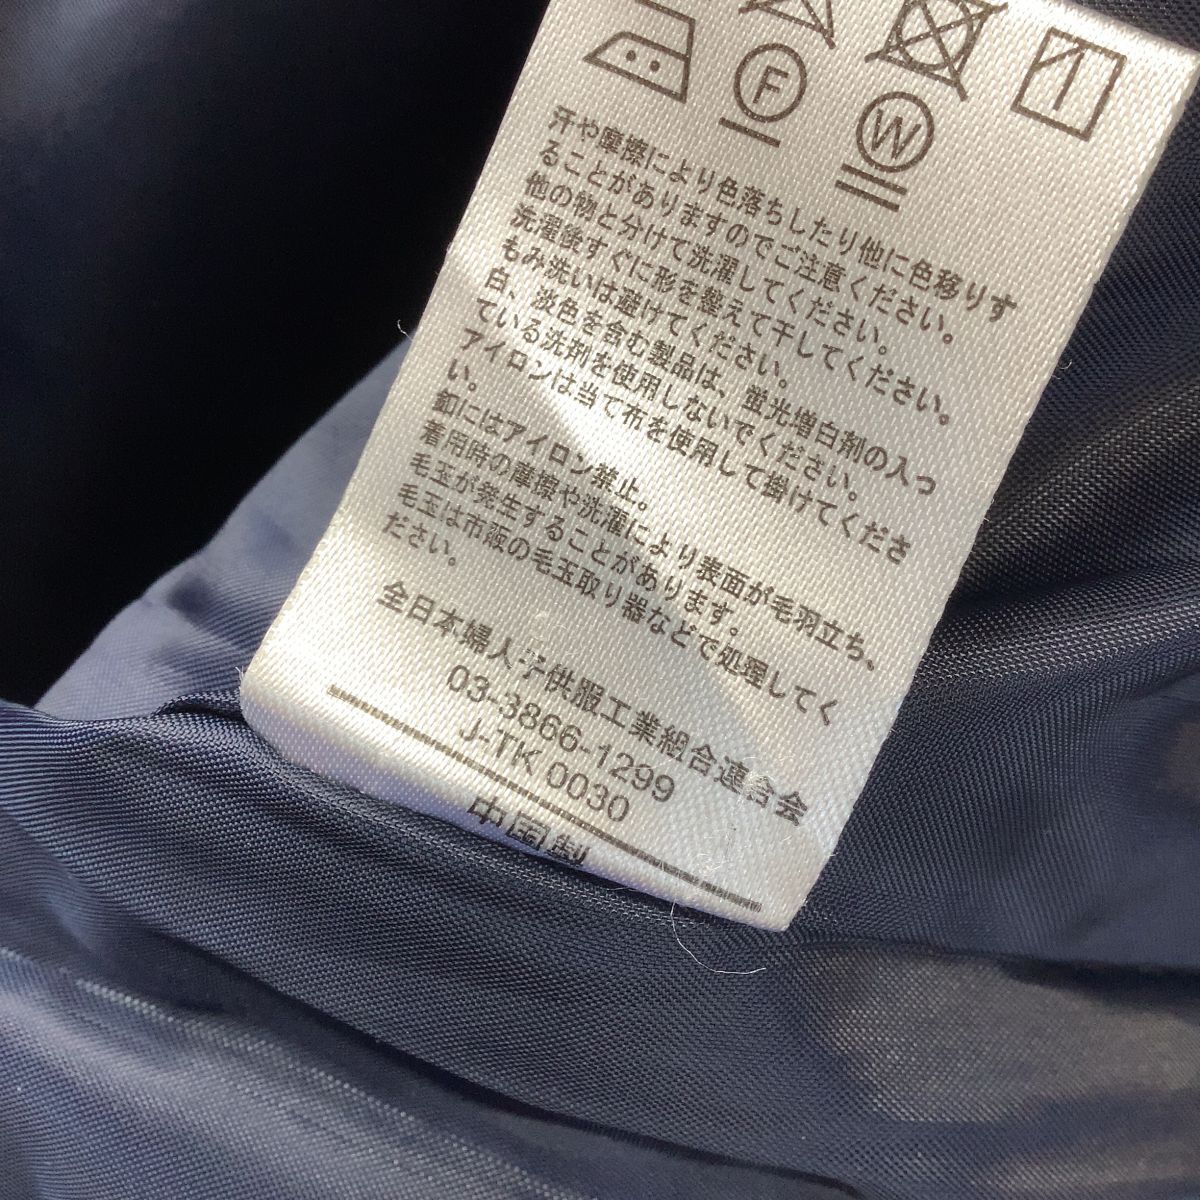 F
W
汗や摩擦により色落ちしたり他に色移りす
ることがありますのでご注意ください。
他の物と分けて洗濯してください。
洗濯後すぐに形を整えて干してください。
もみ洗いは避けてください。
白、淡色を含む製品は、蛍光増白剤の入っ
ている洗剤を使用しないでください。
アイロンは当て布を使用して掛けてくださ
い。
釦にはアイロン禁止。
着用時の摩擦や洗濯により表面が毛羽立ち、
毛玉が発生することがあります。
毛玉は市販の毛玉取り器などで処理してく
ださい。
全日本婦人子供服工業組合連合会
03-3866-1299
J-TK 0030
中国製